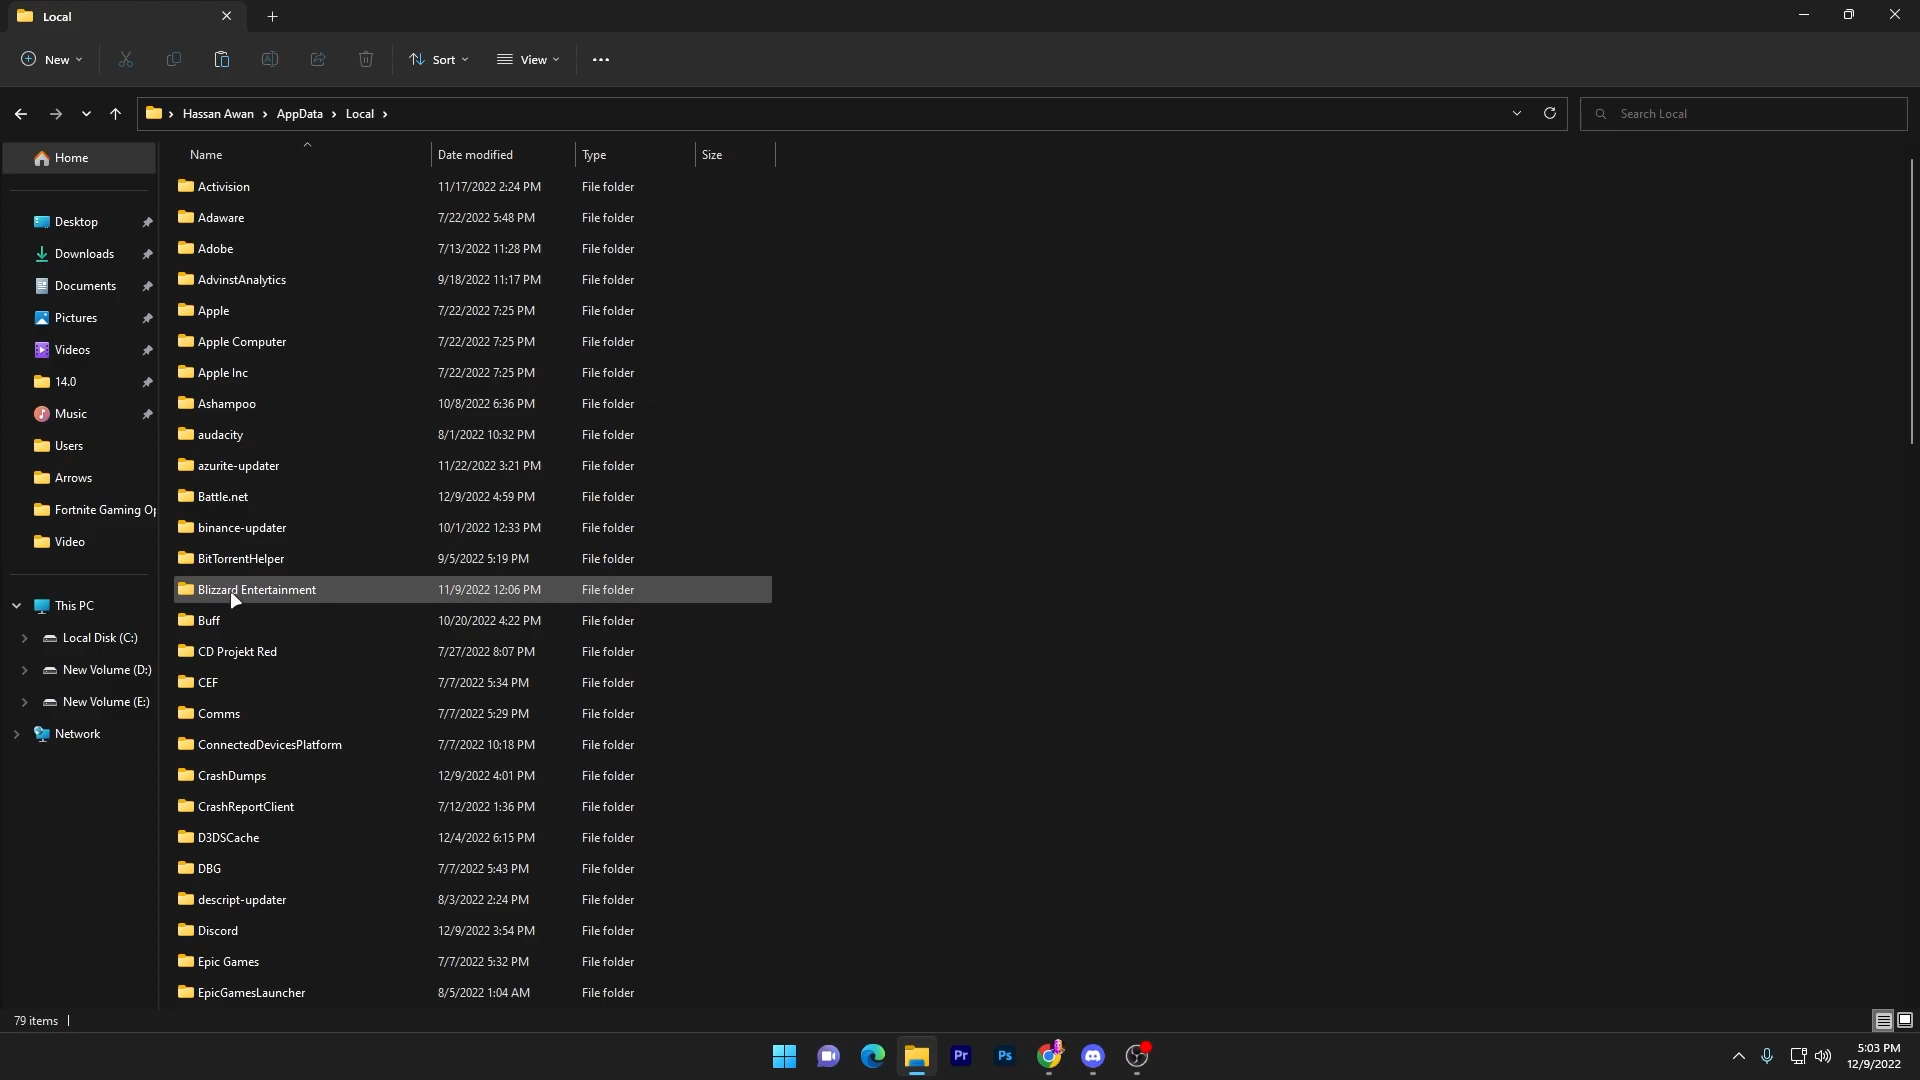 Local
New
Sort
View
Hassan Awan > AppData > Local >
Search Local
Name Date modified Type Size
Home
Desktop
Downloads
Documents
Pictures
Videos
14.0
Music
Users
Arrows
Fortnite Gaming Op
Video
This PC
Local Disk (C:)
New Volume (D:)
New Volume (E:)
Network
Activision 11/17/2022 2:24 PM File folder
Adaware 7/22/2022 5:48 PM File folder
Adobe 7/13/2022 11:28 PM File folder
AdvinstAnalytics 9/18/2022 11:17 PM File folder
Apple 7/22/2022 7:25 PM File folder
Apple Computer 7/22/2022 7:25 PM File folder
Apple Inc 7/22/2022 7:25 PM File folder
Ashampoo 10/8/2022 6:36 PM File folder
audacity 8/1/2022 10:32 PM File folder
azurite-updater 11/22/2022 3:21 PM File folder
Battle.net 12/9/2022 4:59 PM File folder
binance-updater 10/1/2022 12:33 PM File folder
BitTorrentHelper 9/5/2022 5:19 PM File folder
Blizzard Entertainment 11/9/2022 12:06 PM File folder
Buff 10/20/2022 4:22 PM File folder
CD Projekt Red 7/27/2022 8:07 PM File folder
CEF 7/7/2022 5:34 PM File folder
Comms 7/7/2022 5:29 PM File folder
ConnectedDevicesPlatform 7/7/2022 10:18 PM File folder
CrashDumps 12/9/2022 4:01 PM File folder
CrashReportClient 7/12/2022 1:36 PM File folder
D3DSCache 12/4/2022 6:15 PM File folder
DBG 7/7/2022 5:43 PM File folder
descript-updater 8/3/2022 2:24 PM File folder
Discord 12/9/2022 3:54 PM File folder
Epic Games 7/7/2022 5:32 PM File folder
EpicGamesLauncher 8/5/2022 1:04 AM File folder
79 items
Pr
Ps
5:03 PM
12/9/2022